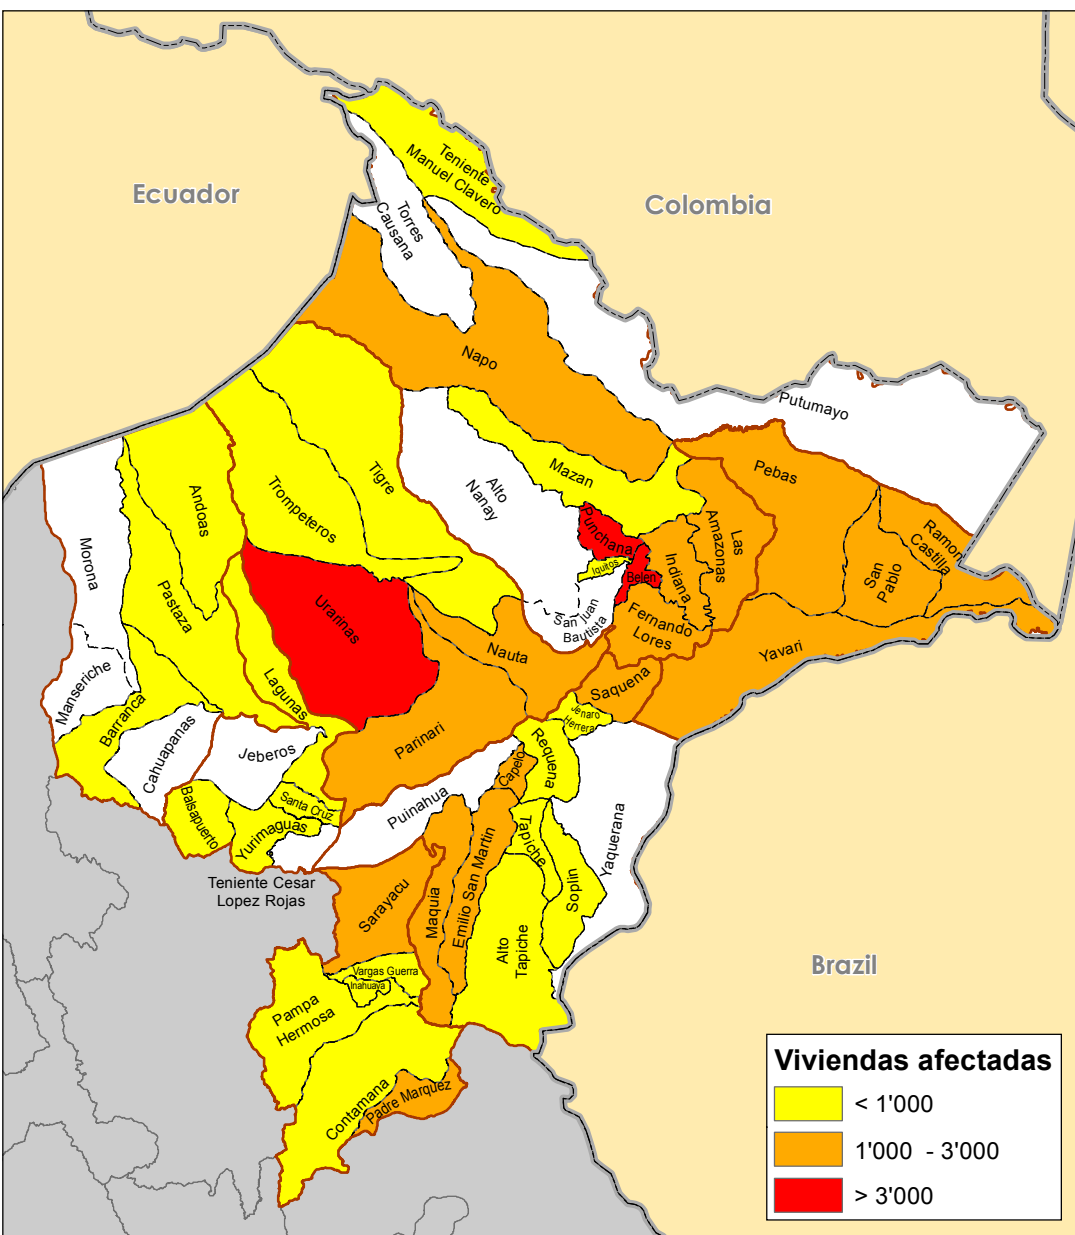 Ecuador
Colombia
Teniente
Manuel Clavero
Torres
Causana
Napo
Putumayo
Mazan
Pebas
Alto
Nanay
Tigre
Trompeteros
Andoas
Pastaza
Morona
Manseriche
Barranca
Cahuapanas
Jeberos
Lagunas
Urarinas
Punchana
Iquitos
Belen
San Juan
Bautista
Indiana
Las
Amazonas
Fernando
Lores
San
Pablo
Ramon
Castilla
Yavari
Nauta
Saquena
Jenaro
Herrera
Parinari
Requena
Capelo
Puinahua
Santa Cruz
Yurimaguas
Balsapuerto
Teniente Cesar
Lopez Rojas
Sarayacu
Maquia
Emilio San Martin
Tapiche
Soplin
Yaquerana
Alto
Tapiche
Vargas Guerra
Inahuaya
Pampa
Hermosa
Contamana
Padre Marquez
Brazil
Viviendas afectadas
< 1'000
1'000 - 3'000
> 3'000